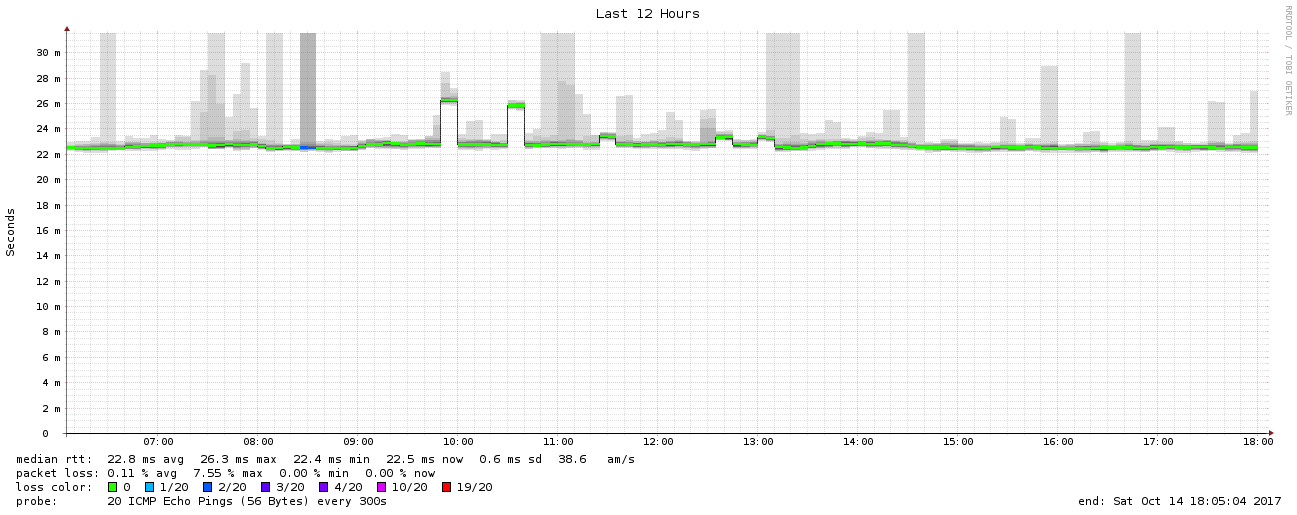 Last 12 Hours
RRDTOOL / TOBI OETIKER
Seconds
30 m
28 m
26 m
24 m
22 m
20 m
18 m
16 m
14 m
12 m
10 m
8 m
6 m
4 m
2 m
0
07:00 08:00 09:00 10:00 11:00 12:00 13:00 14:00 15:00 16:00 17:00 18:00
median rtt: 22.8 ms avg 26.3 ms max 22.4 ms min 22.5 ms now 0.6 ms sd 38.6 am/s
packet loss: 0.11 % avg 7.55 % max 0.00 % min 0.00 % now
loss color: 0 1/20 2/20 3/20 4/20 10/20 19/20
probe: 20 ICMP Echo Pings (56 Bytes) every 300s end: Sat Oct 14 18:05:04 2017